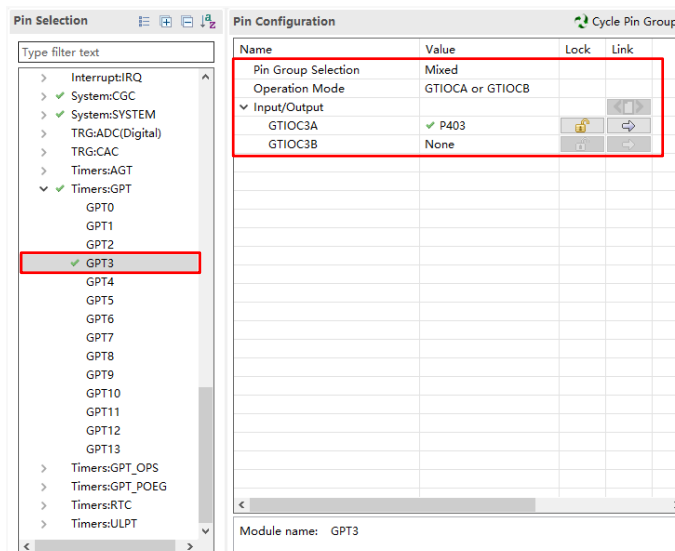 Pin Selection
Type filter text
Interrupt:IRQ
System:CGC
System:SYSTEM
TRG:ADC(Digital)
TRG:CAC
Timers:AGT
Timers:GPT
GPT0
GPT1
GPT2
GPT3
GPT4
GPT5
GPT6
GPT7
GPT8
GPT9
GPT10
GPT11
GPT12
GPT13
Timers:GPT_OPS
Timers:GPT_POEG
Timers:RTC
Timers:ULPT
Pin Configuration
Cycle Pin Group
Name Value Lock Link
Pin Group Selection Mixed
Operation Mode GTIOCA or GTIOCB
Input/Output
GTIOC3A P403
GTIOC3B None
Module name: GPT3